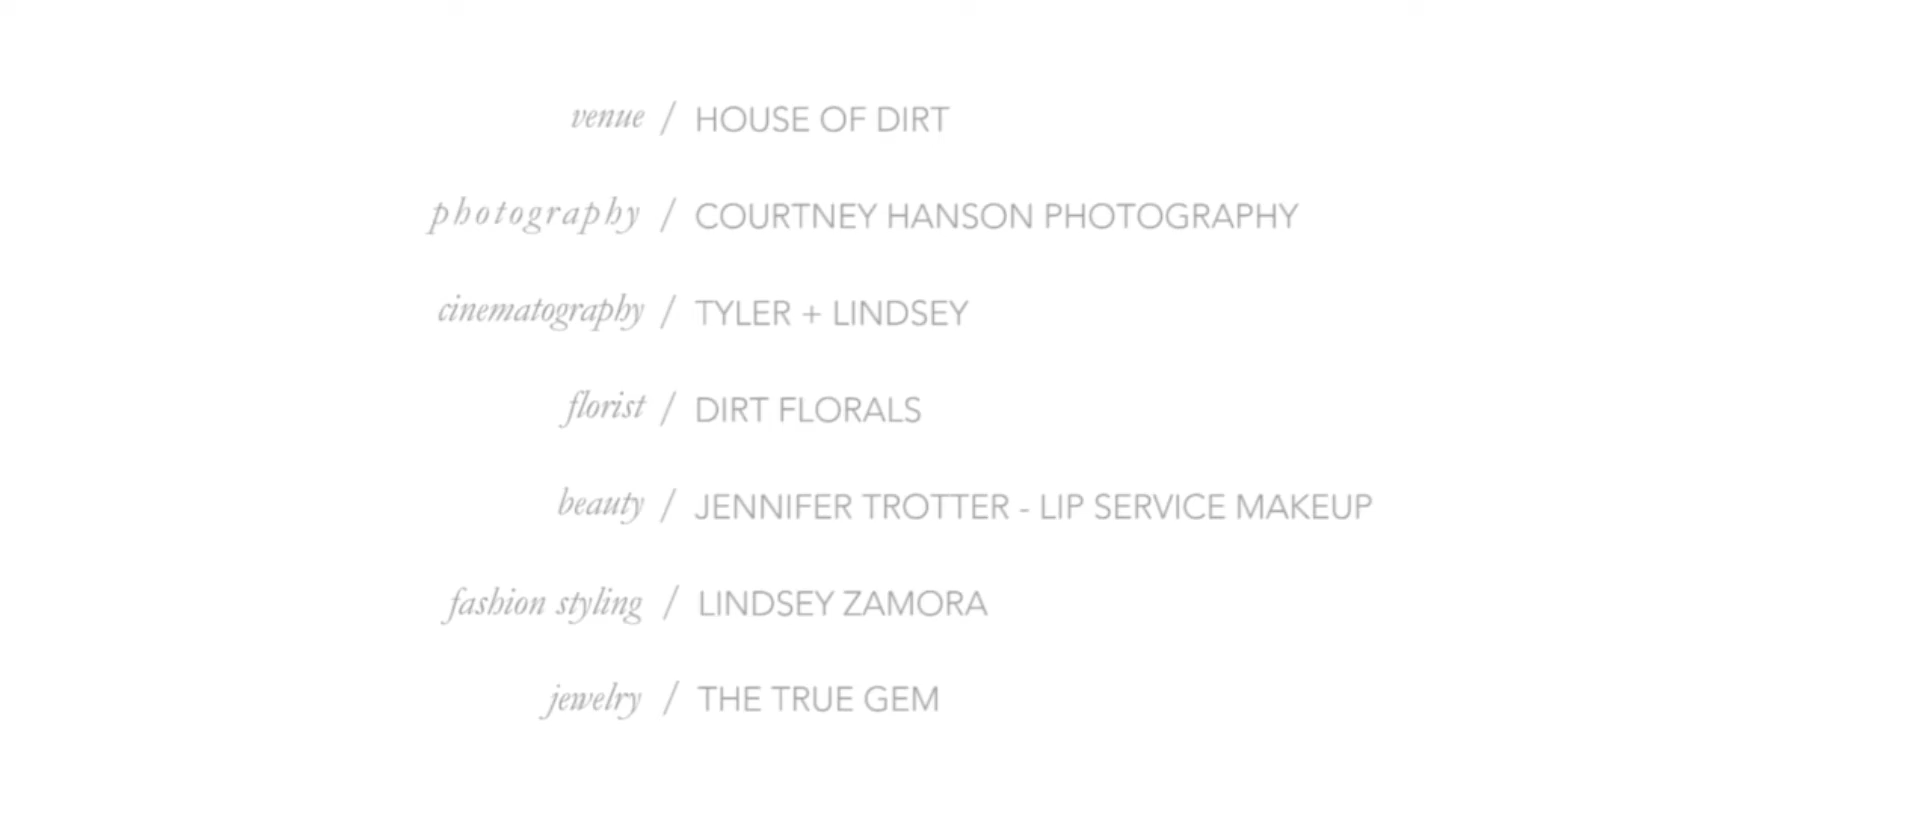 venue / HOUSE OF DIRT
photography / COURTNEY HANSON PHOTOGRAPHY
cinematography / TYLER + LINDSEY
florist / DIRT FLORALS
beauty / JENNIFER TROTTER - LIP SERVICE MAKEUP
fashion styling / LINDSEY ZAMORA
jewelry / THE TRUE GEM